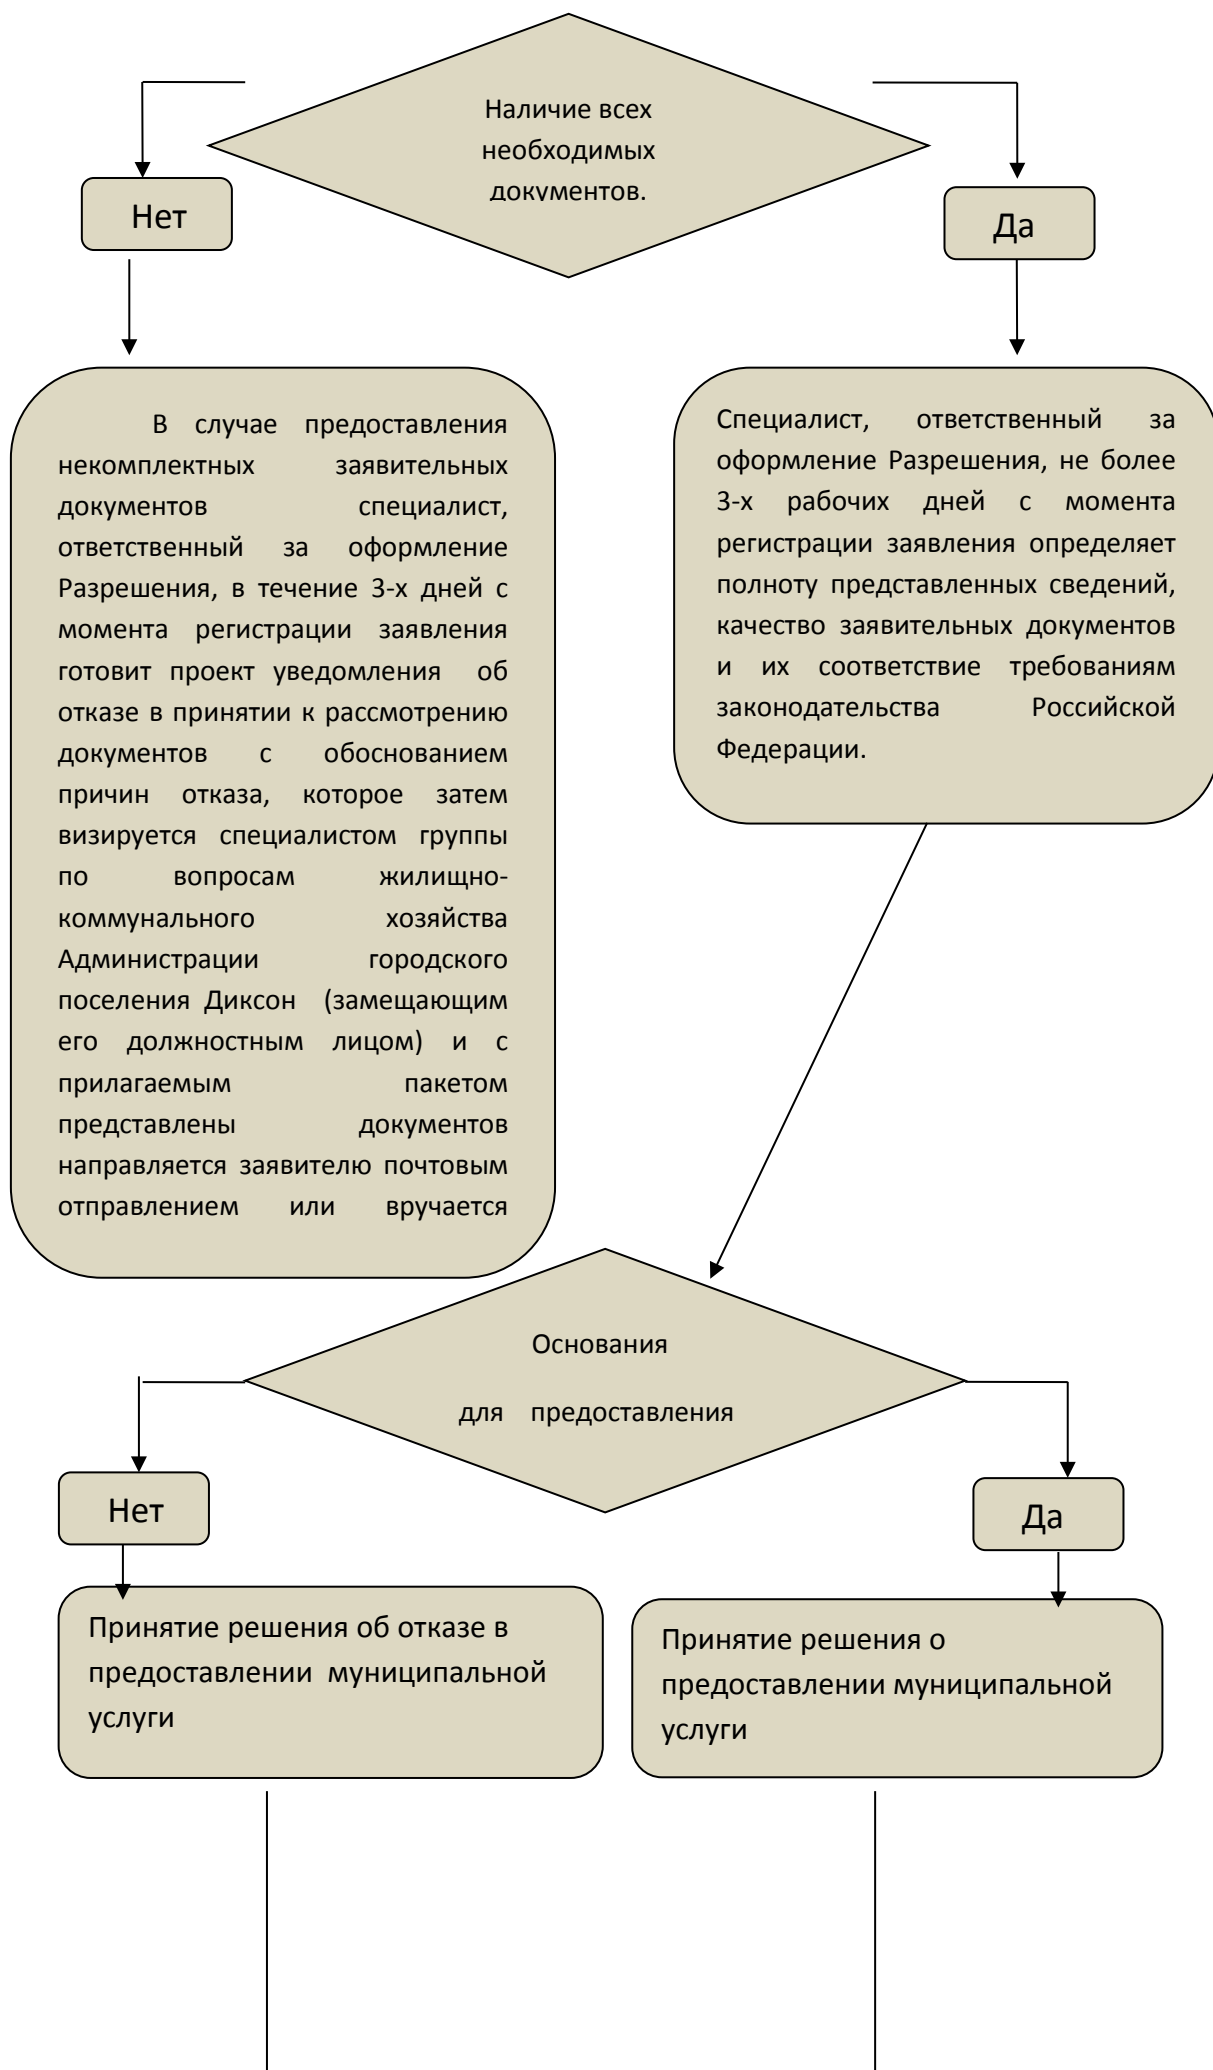 Наличие всех
необходимых
документов.
Нет
Да
В случае предоставления
некомплектных заявительных
документов специалист,
ответственный за оформление
Разрешения, в течение 3-х дней с
момента регистрации заявления
готовит проект уведомления об
отказе в принятии к рассмотрению
документов с обоснованием
причин отказа, которое затем
визируется специалистом группы
по вопросам жилищно-
коммунального хозяйства
Администрации городского
поселения Диксон (замещающим
его должностным лицом) и с
прилагаемым пакетом
представлены документов
направляется заявителю почтовым
отправлением или вручается
Специалист, ответственный за
оформление Разрешения, не более
3-х рабочих дней с момента
регистрации заявления определяет
полноту представленных сведений,
качество заявительных документов
и их соответствие требованиям
законодательства Российской
Федерации.
Основания
для предоставления
Нет
Да
Принятие решения об отказе в
предоставлении муниципальной
услуги
Принятие решения о
предоставлении муниципальной
услуги